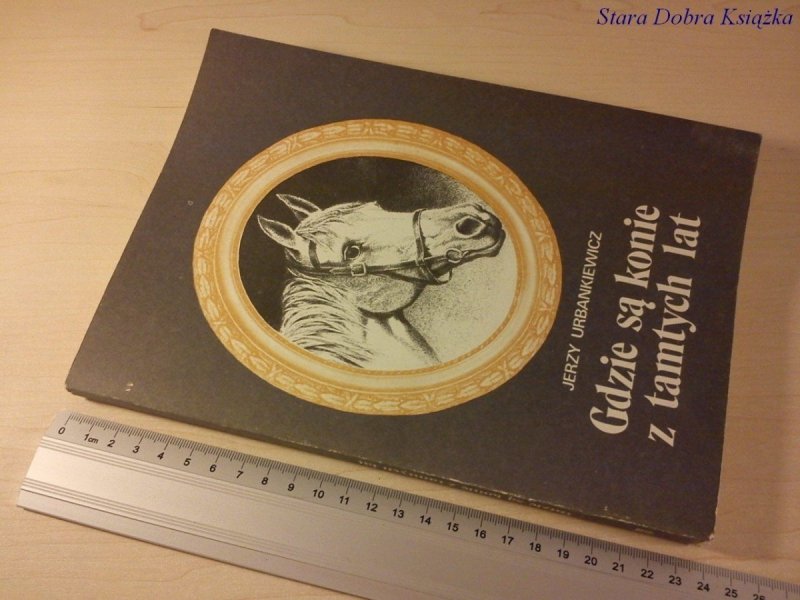 Stara Dobra Książka
JERZY URBANKIEWICZ
Gdzie są konie
z tamtych lat
0 1cm 2 3 4 5 6 7 8 9 10 11 12 13 14 15 16 17 18 19 20 21 22 23 24 25 26